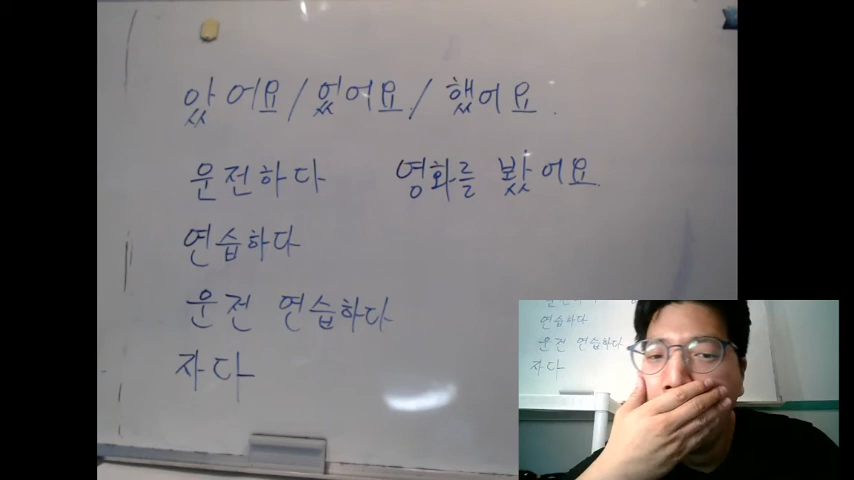 았어요/었어요/했어요.
운전하다 영화를 봤어요.
연습하다
운전 연습하다
자다
연습하다
운전 연습하다
자다